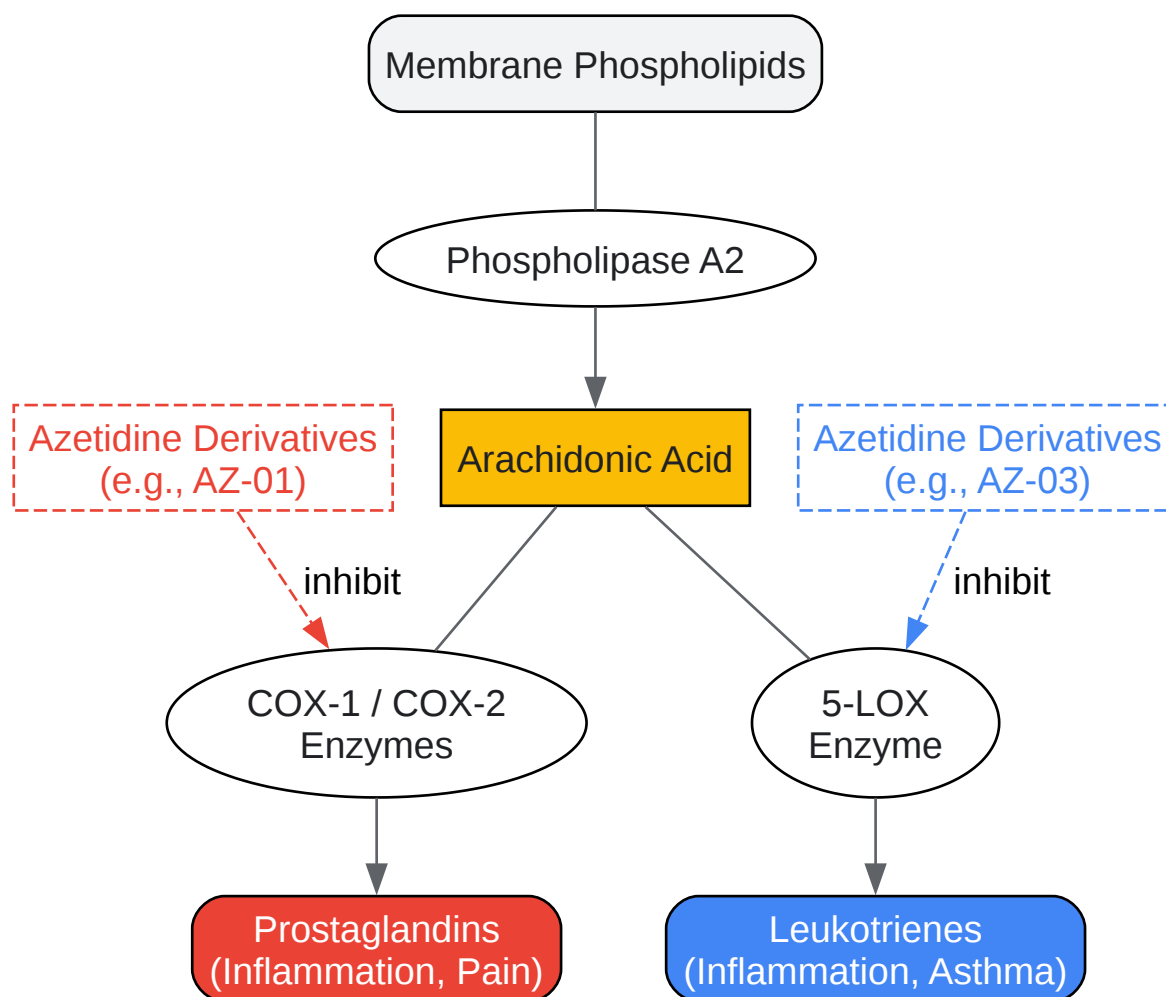 Membrane Phospholipids
Phospholipase A2
Azetidine Derivatives
(e.g., AZ-01)
Arachidonic Acid
Azetidine Derivatives
(e.g., AZ-03)
inhibit
inhibit
COX-1 / COX-2
Enzymes
5-LOX
Enzyme
Prostaglandins
(Inflammation, Pain)
Leukotrienes
(Inflammation, Asthma)